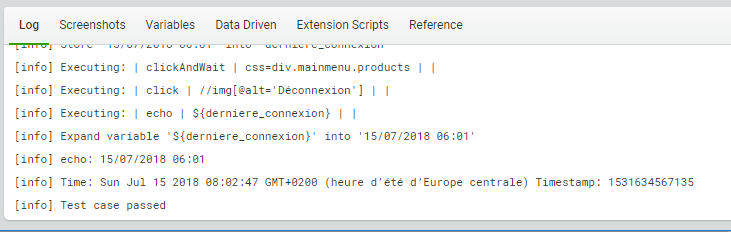 Log Screenshots Variables Data Driven Extension Scripts Reference
[info] Store '15/07/2018 06:01' into 'derniere_connexion'
[info] Executing: | clickAndWait | css=div.mainmenu.products | |
[info] Executing: | click | //img[@alt='Déconnexion'] | |
[info] Executing: | echo | ${derniere_connexion} | |
[info] Expand variable '${derniere_connexion}' into '15/07/2018 06:01'
[info] echo: 15/07/2018 06:01
[info] Time: Sun Jul 15 2018 08:02:47 GMT+0200 (heure d’été d’Europe centrale) Timestamp: 1531634567135
[info] Test case passed